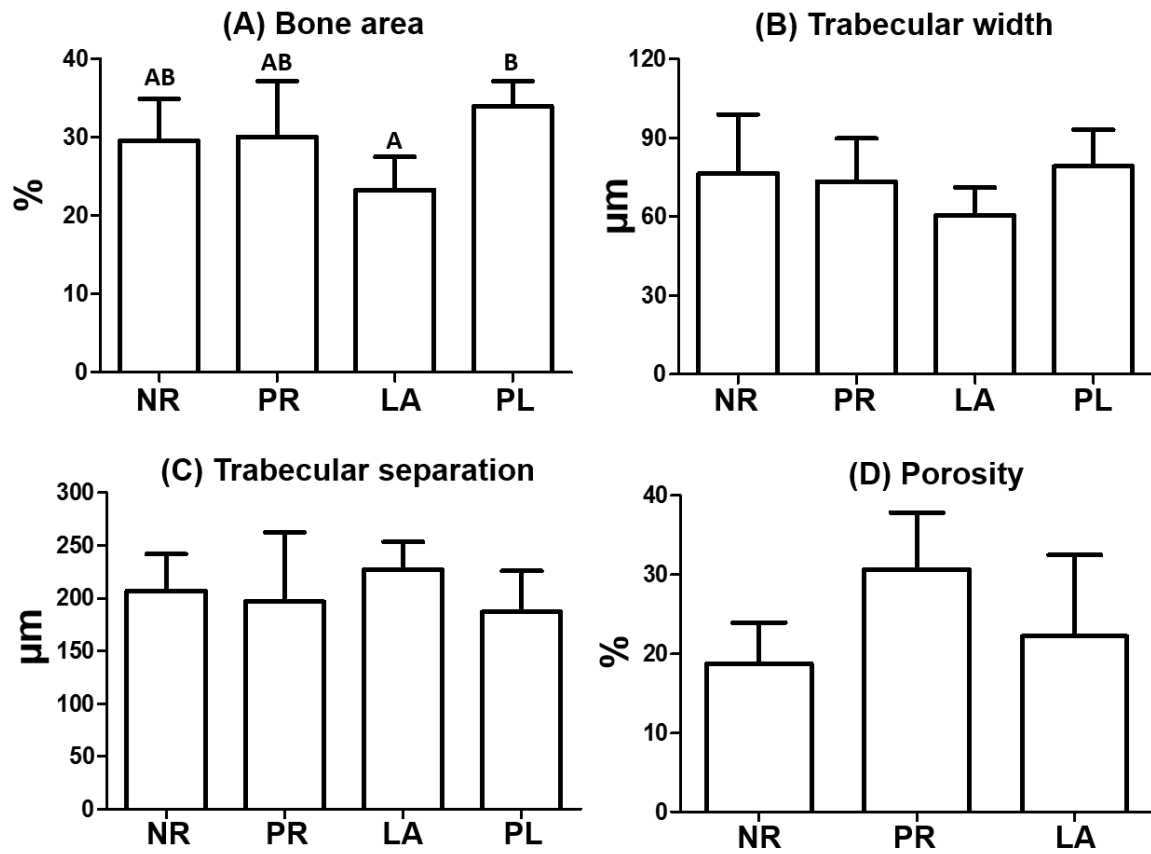 (A) Bone area
40
30
20
10
0
%
AB
AB
A
B
NR PR LA PL
(B) Trabecular width
120
90
60
30
0
µm
NR PR LA PL
(C) Trabecular separation
300
250
200
150
100
50
0
µm
NR PR LA PL
(D) Porosity
40
30
20
10
0
%
NR PR LA